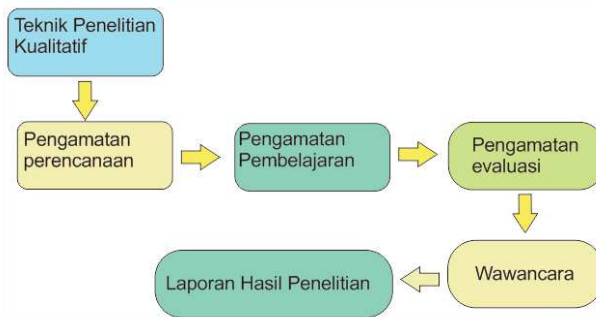 Teknik Penelitian
Kualitatif
Pengamatan
perencanaan
Pengamatan
Pembelajaran
Pengamatan
evaluasi
Wawancara
Laporan Hasil Penelitian